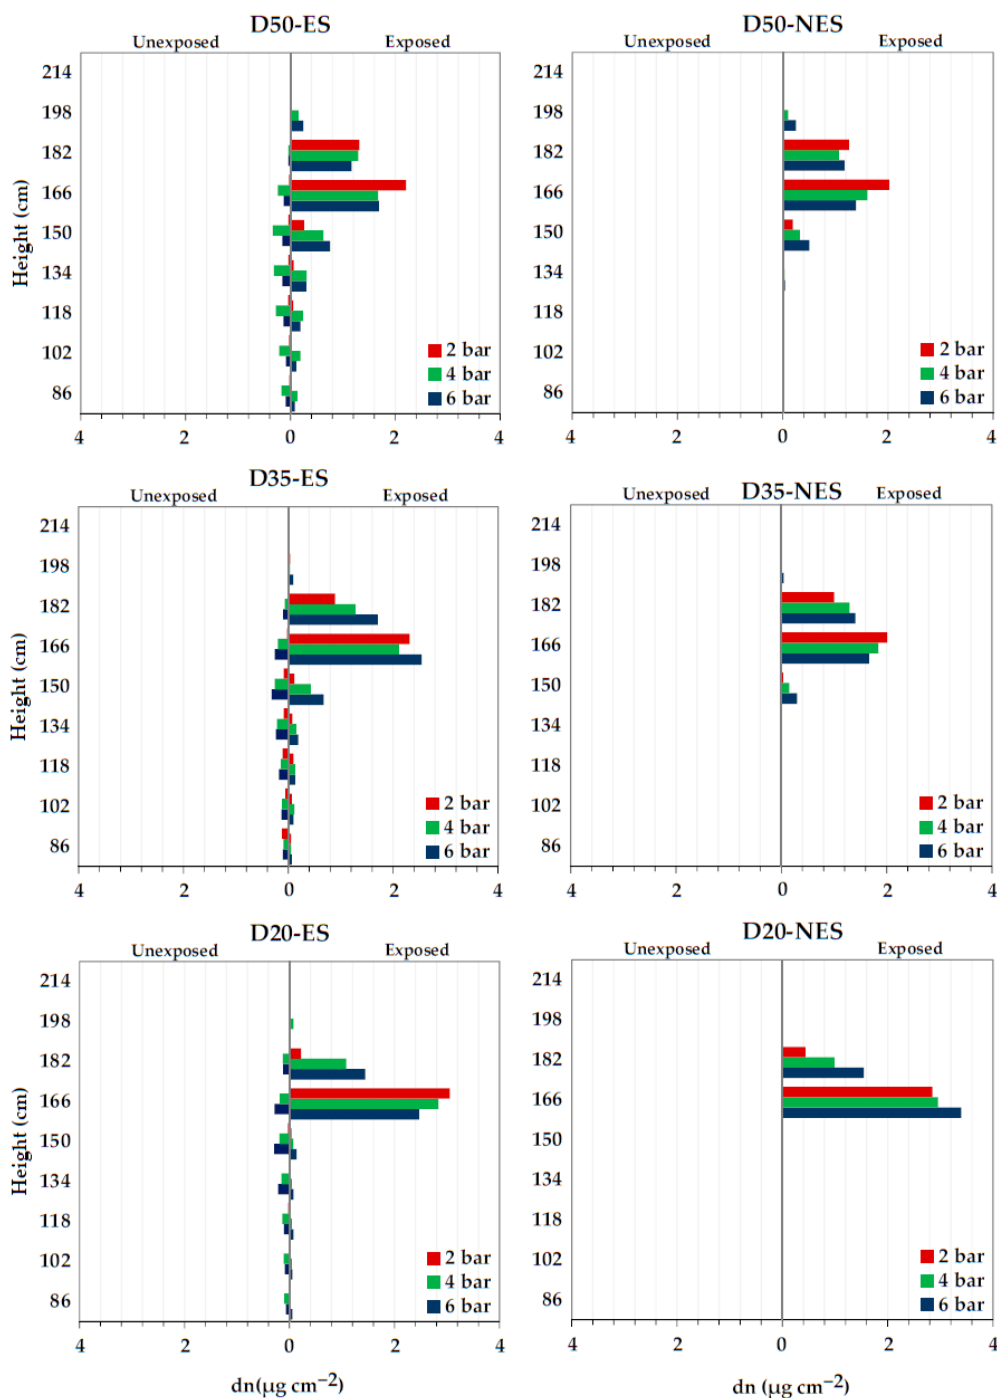 D50-ES
Unexposed
Exposed
Height (cm)
214
198
182
166
150
134
118
102
86
2 bar
4 bar
6 bar
4 2 0 2 4
D50-NES
Unexposed
Exposed
214
198
182
166
150
134
118
102
86
2 bar
4 bar
6 bar
4 2 0 2 4
D35-ES
Unexposed
Exposed
Height (cm)
214
198
182
166
150
134
118
102
86
2 bar
4 bar
6 bar
4 2 0 2 4
D35-NES
Unexposed
Exposed
214
198
182
166
150
134
118
102
86
2 bar
4 bar
6 bar
4 2 0 2 4
D20-ES
Unexposed
Exposed
Height (cm)
214
198
182
166
150
134
118
102
86
2 bar
4 bar
6 bar
4 2 0 2 4
dn(µg cm⁻²)
D20-NES
Unexposed
Exposed
214
198
182
166
150
134
118
102
86
2 bar
4 bar
6 bar
4 2 0 2 4
dn (µg cm⁻²)